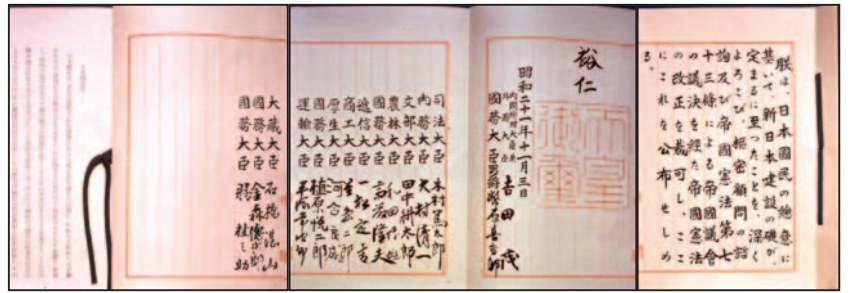 朕は、日本國民の總意に
基いて、新日本建設の礎が、
定まるに至つたことを、深く
よろこび、樞密顧問の諮
詢及び帝國憲法第七
十三條による帝國議會
の議決を經た帝國憲法
の改正を裁可し、ここ
にこれを公布せしめ
る。
裕仁
天皇御璽
昭和二十一年十一月三日
内閣總理大臣兼
外務大臣 吉田茂
國務大臣 男爵 幣原喜重郎
司法大臣 木村篤太郎
内務大臣 大村清一
文部大臣 田中耕太郎
農林大臣 和田博雄
國務大臣 斎藤隆夫
逓信大臣 一松定吉
商工大臣 星島二郎
厚生大臣 河合良成
國務大臣 植原悦二郎
運輸大臣 平塚常次郎
大藏大臣 石橋湛山
國務大臣 金森徳次郎
國務大臣 膳桂之助